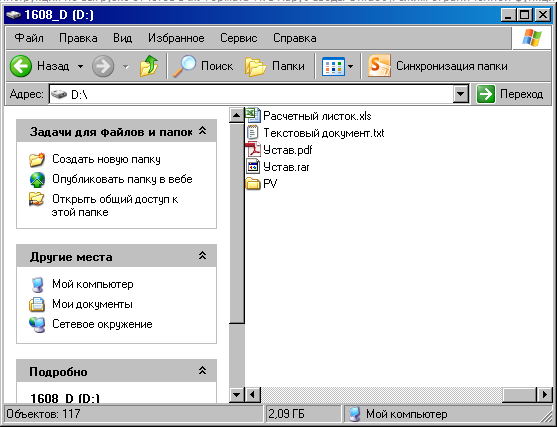 1608_D (D:)
Файл Правка Вид Избранное Сервис Справка
Назад Поиск Папки Синхронизация папки
Адрес: D:\ Переход
Задачи для файлов и папок
Создать новую папку
Опубликовать папку в вебе
Открыть общий доступ к
этой папке
Другие места
Мой компьютер
Мои документы
Сетевое окружение
Подробно
1608_D (D:)
Расчетный листок.xls
Текстовый документ.txt
Устав.pdf
Устав.rar
PV
Объектов: 117 2,09 ГБ Мой компьютер